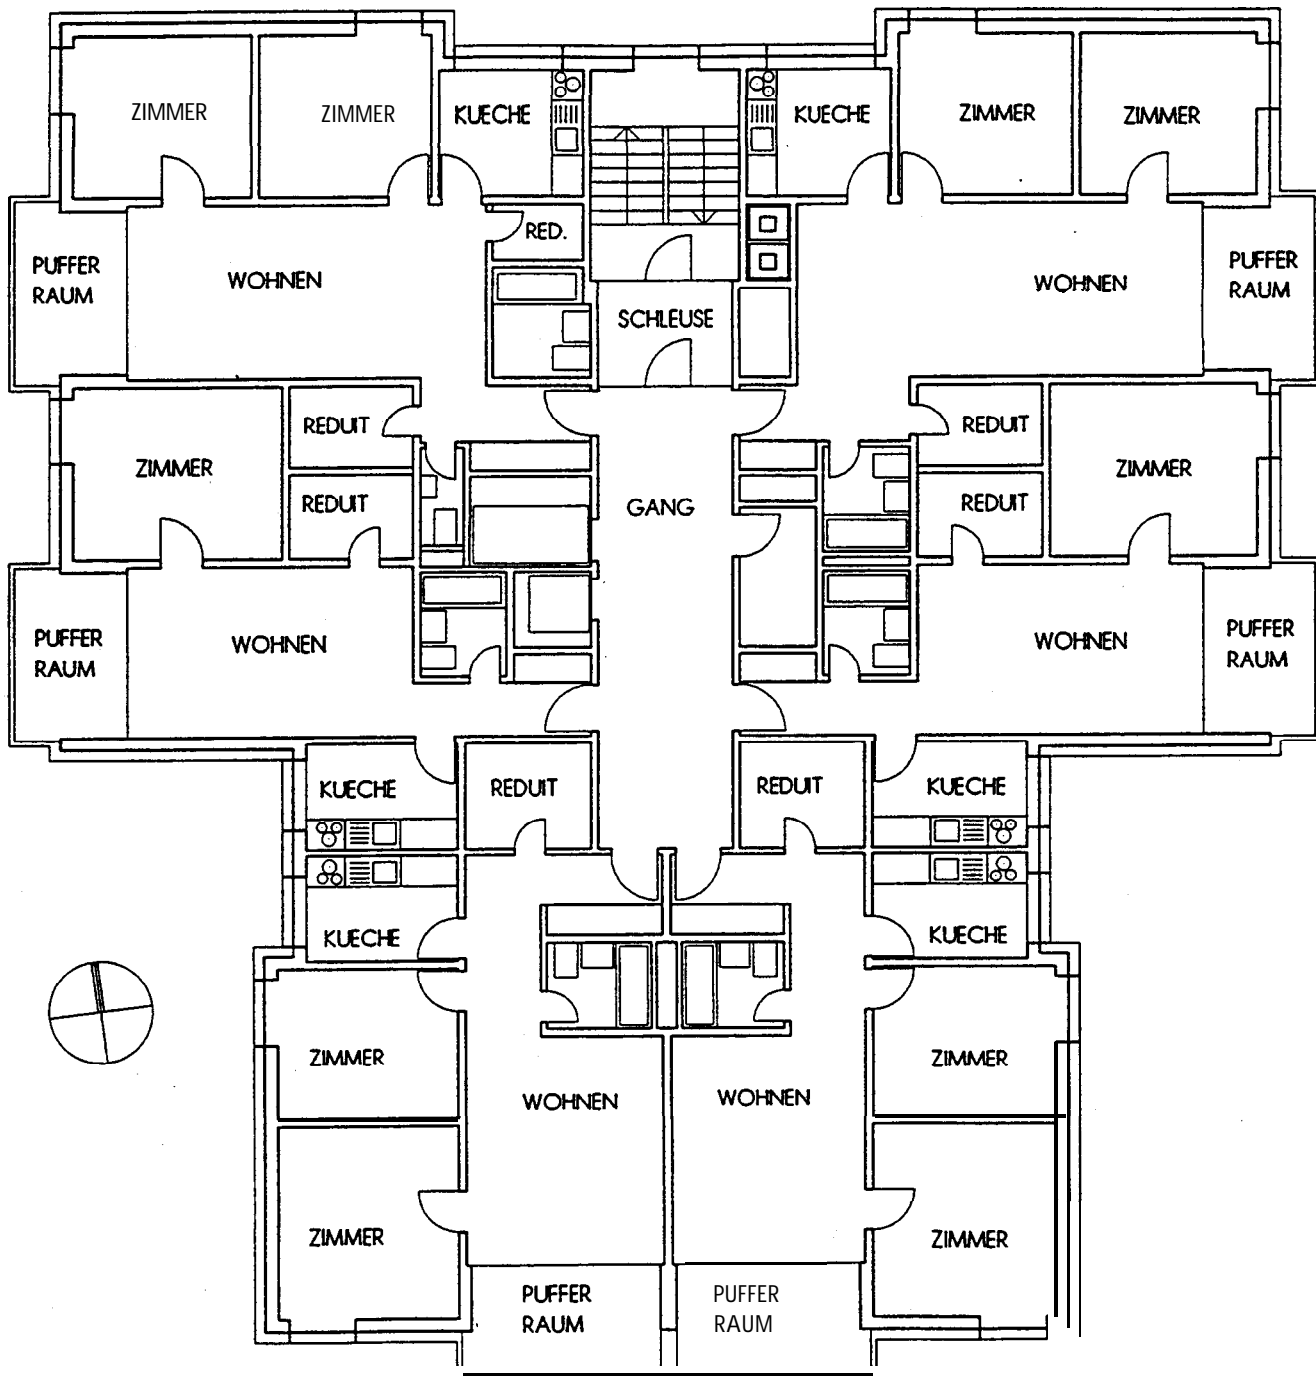 ZIMMER
ZIMMER
KUECHE
KUECHE
ZIMMER
ZIMMER
RED.
PUFFER
RAUM
WOHNEN
SCHLEUSE
WOHNEN
PUFFER
RAUM
REDUIT
REDUIT
ZIMMER
ZIMMER
REDUIT
GANG
REDUIT
PUFFER
RAUM
WOHNEN
WOHNEN
PUFFER
RAUM
KUECHE
REDUIT
REDUIT
KUECHE
KUECHE
KUECHE
ZIMMER
ZIMMER
WOHNEN
WOHNEN
ZIMMER
ZIMMER
PUFFER
RAUM
PUFFER
RAUM